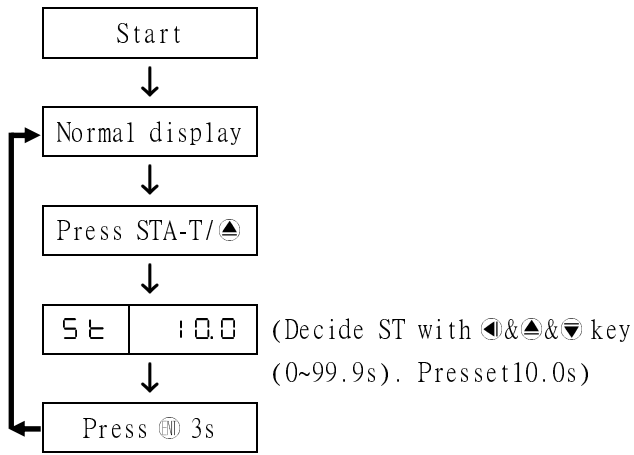 Start
Normal display
Press STA-T/▲
St 10.0 (Decide ST with ◀&▲&▼ key
(0~99.9s). Presset10.0s)
Press ENT 3s